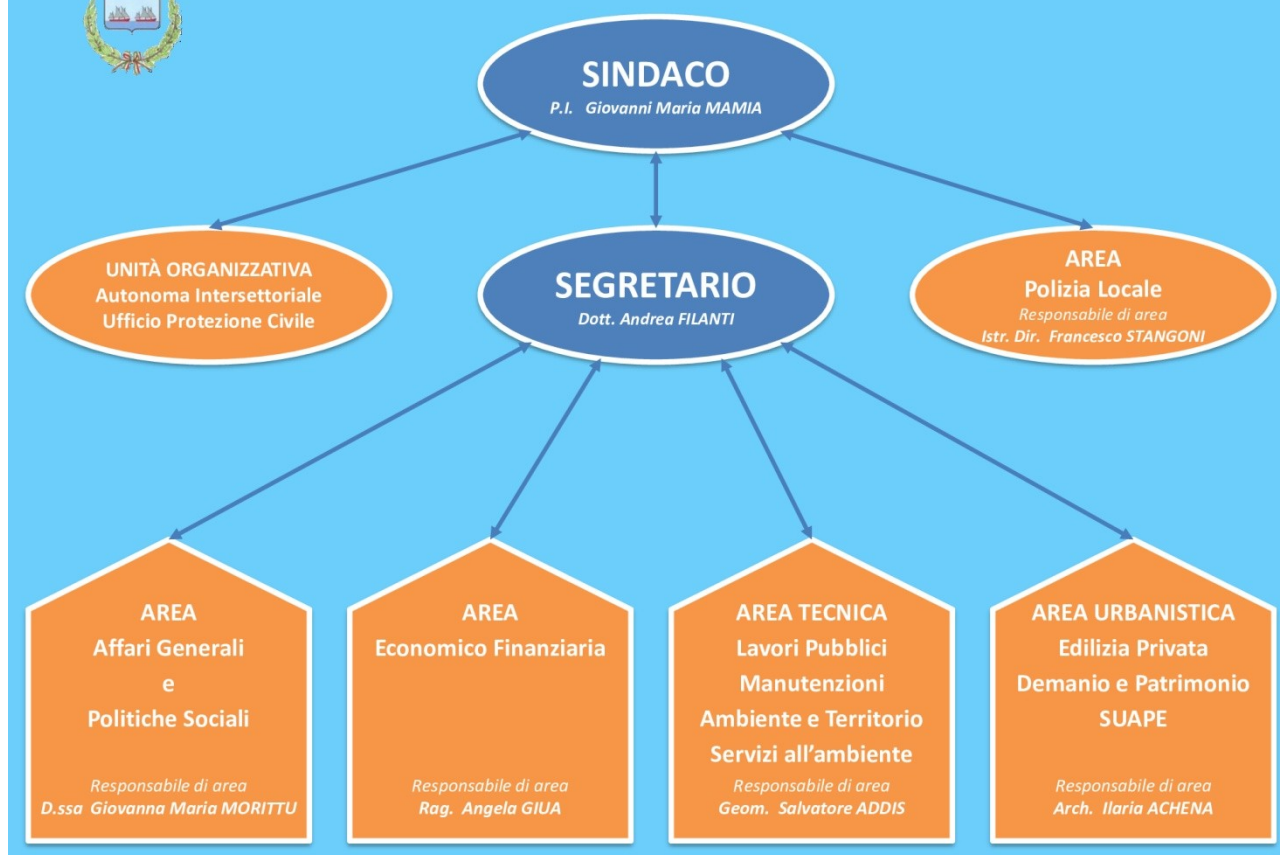 SINDACO
P.I. Giovanni Maria MAMIA
UNITÀ ORGANIZZATIVA
Autonoma Intersettoriale
Ufficio Protezione Civile
SEGRETARIO
Dott. Andrea FILANTI
AREA
Polizia Locale
Responsabile di area
Istr. Dir. Francesco STANGONI
AREA
Affari Generali
e
Politiche Sociali
Responsabile di area
D.ssa Giovanna Maria MORITTU
AREA
Economico Finanziaria
Responsabile di area
Rag. Angela GIUA
AREA TECNICA
Lavori Pubblici
Manutenzioni
Ambiente e Territorio
Servizi all’ambiente
Responsabile di area
Geom. Salvatore ADDIS
AREA URBANISTICA
Edilizia Privata
Demanio e Patrimonio
SUAPE
Responsabile di area
Arch. Ilaria ACHENA